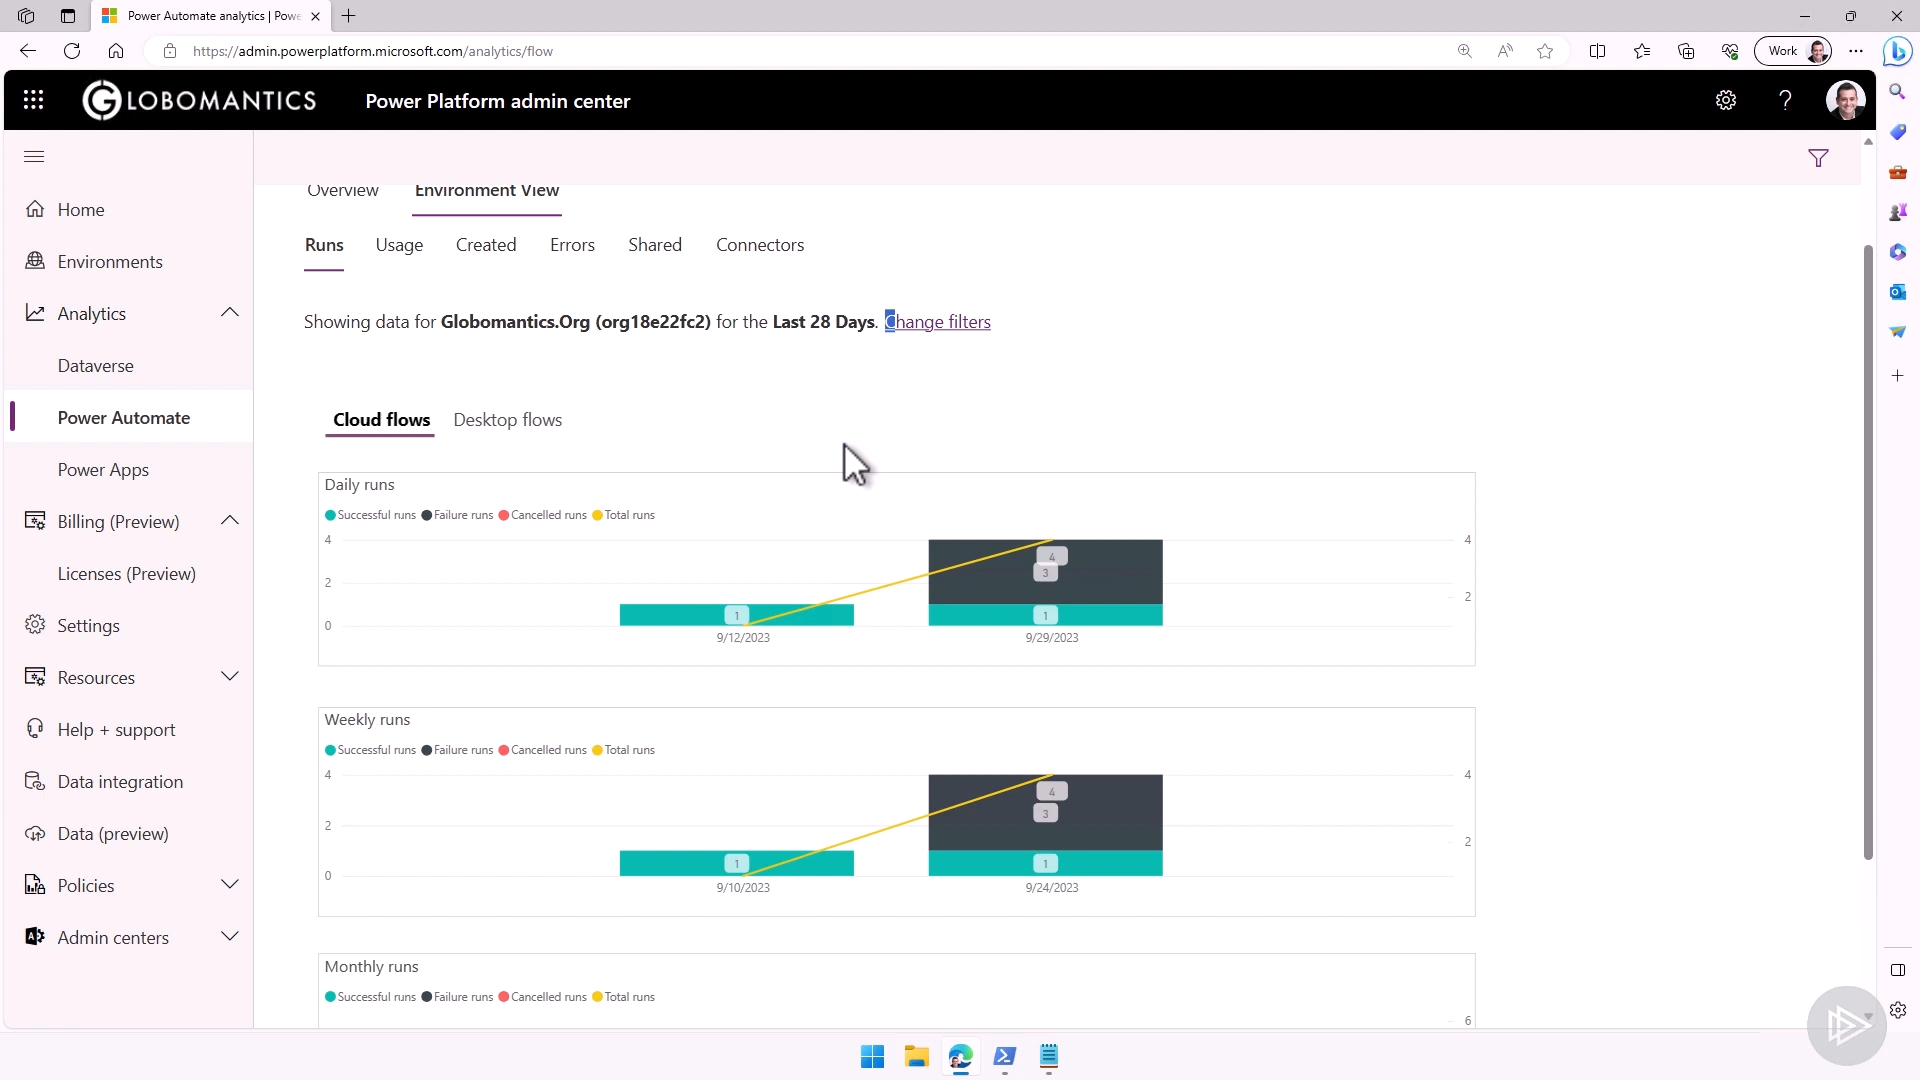 Power Automate analytics | Powe
https://admin.powerplatform.microsoft.com/analytics/flow
Work
GLOBOMANTICS
Power Platform admin center
Home
Environments
Analytics
Dataverse
Power Automate
Power Apps
Billing (Preview)
Licenses (Preview)
Settings
Resources
Help + support
Data integration
Data (preview)
Policies
Admin centers
Overview Environment View
Runs Usage Created Errors Shared Connectors
Showing data for Globomantics.Org (org18e22fc2) for the Last 28 Days. Change filters
Cloud flows Desktop flows
Daily runs
Successful runs Failure runs Cancelled runs Total runs
4 4
4
3
2 2
1 1
0
9/12/2023 9/29/2023
Weekly runs
Successful runs Failure runs Cancelled runs Total runs
4 4
4
3
2 2
1 1
0
9/10/2023 9/24/2023
Monthly runs
Successful runs Failure runs Cancelled runs Total runs
6